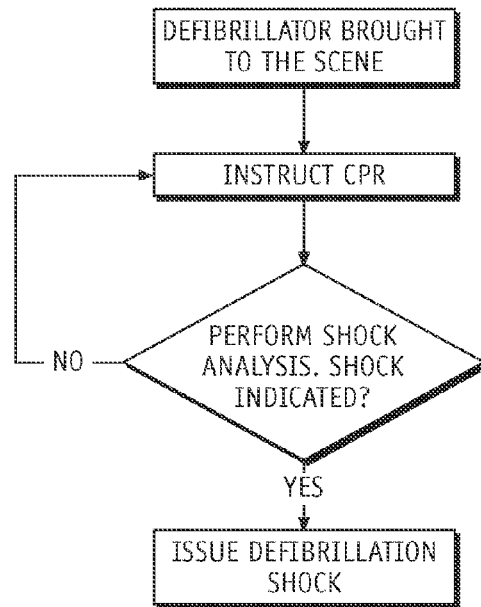 DEFIBRILLATOR BROUGHT
TO THE SCENE
INSTRUCT CPR
PERFORM SHOCK
ANALYSIS. SHOCK
INDICATED?
NO
YES
ISSUE DEFIBRILLATION
SHOCK